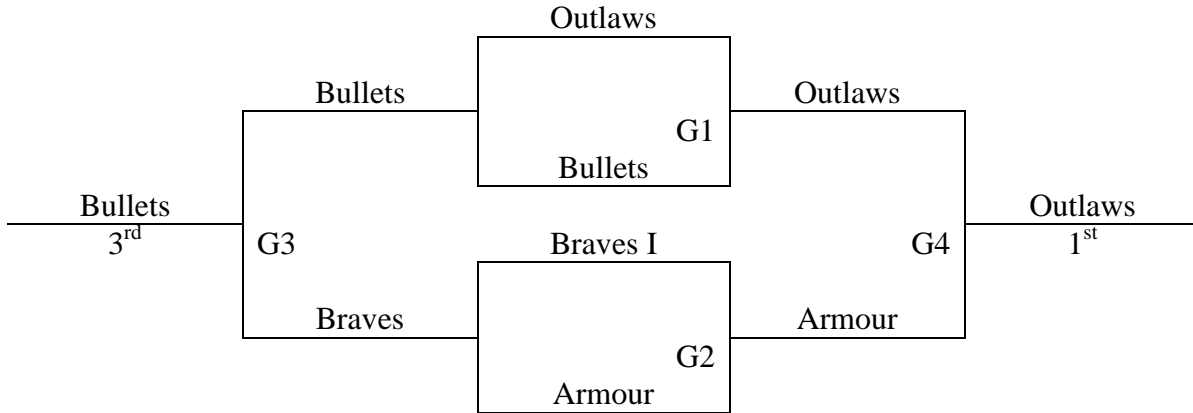 Outlaws
Bullets Outlaws
G1
Bullets
Bullets Outlaws
3rd G3 Braves I G4 1st
Braves Armour
G2
Armour